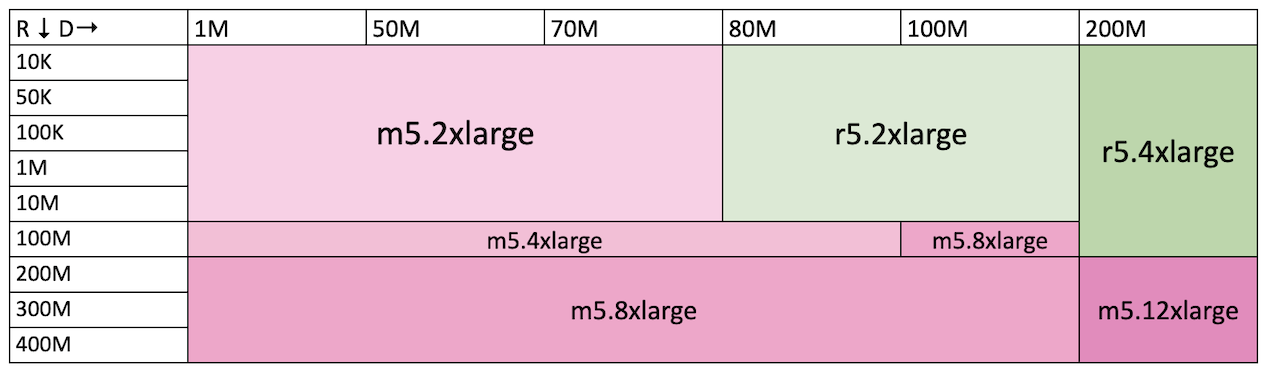 R ↓ D→ 1M 50M 70M 80M 100M 200M
10K
50K
100K
m5.2xlarge r5.2xlarge
r5.4xlarge
1M
10M
100M m5.4xlarge m5.8xlarge
200M
300M m5.8xlarge m5.12xlarge
400M